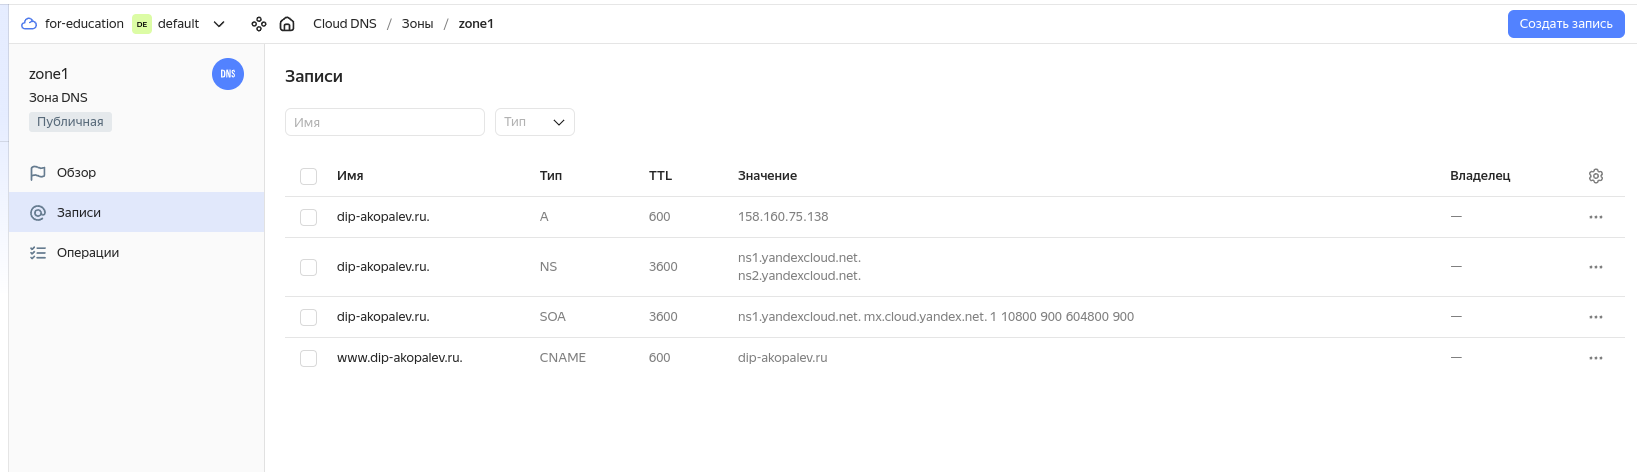 for-education DE default Cloud DNS / Зоны / zone1 Создать запись
zone1 DNS
Зона DNS
Публичная
Обзор
Записи
Операции
Записи
Имя Тип
Имя Тип TTL Значение Владелец
dip-akopalev.ru. A 600 158.160.75.138 —
dip-akopalev.ru. NS 3600 ns1.yandexcloud.net. —
ns2.yandexcloud.net.
dip-akopalev.ru. SOA 3600 ns1.yandexcloud.net. mx.cloud.yandex.net. 1 10800 900 604800 900 —
www.dip-akopalev.ru. CNAME 600 dip-akopalev.ru —